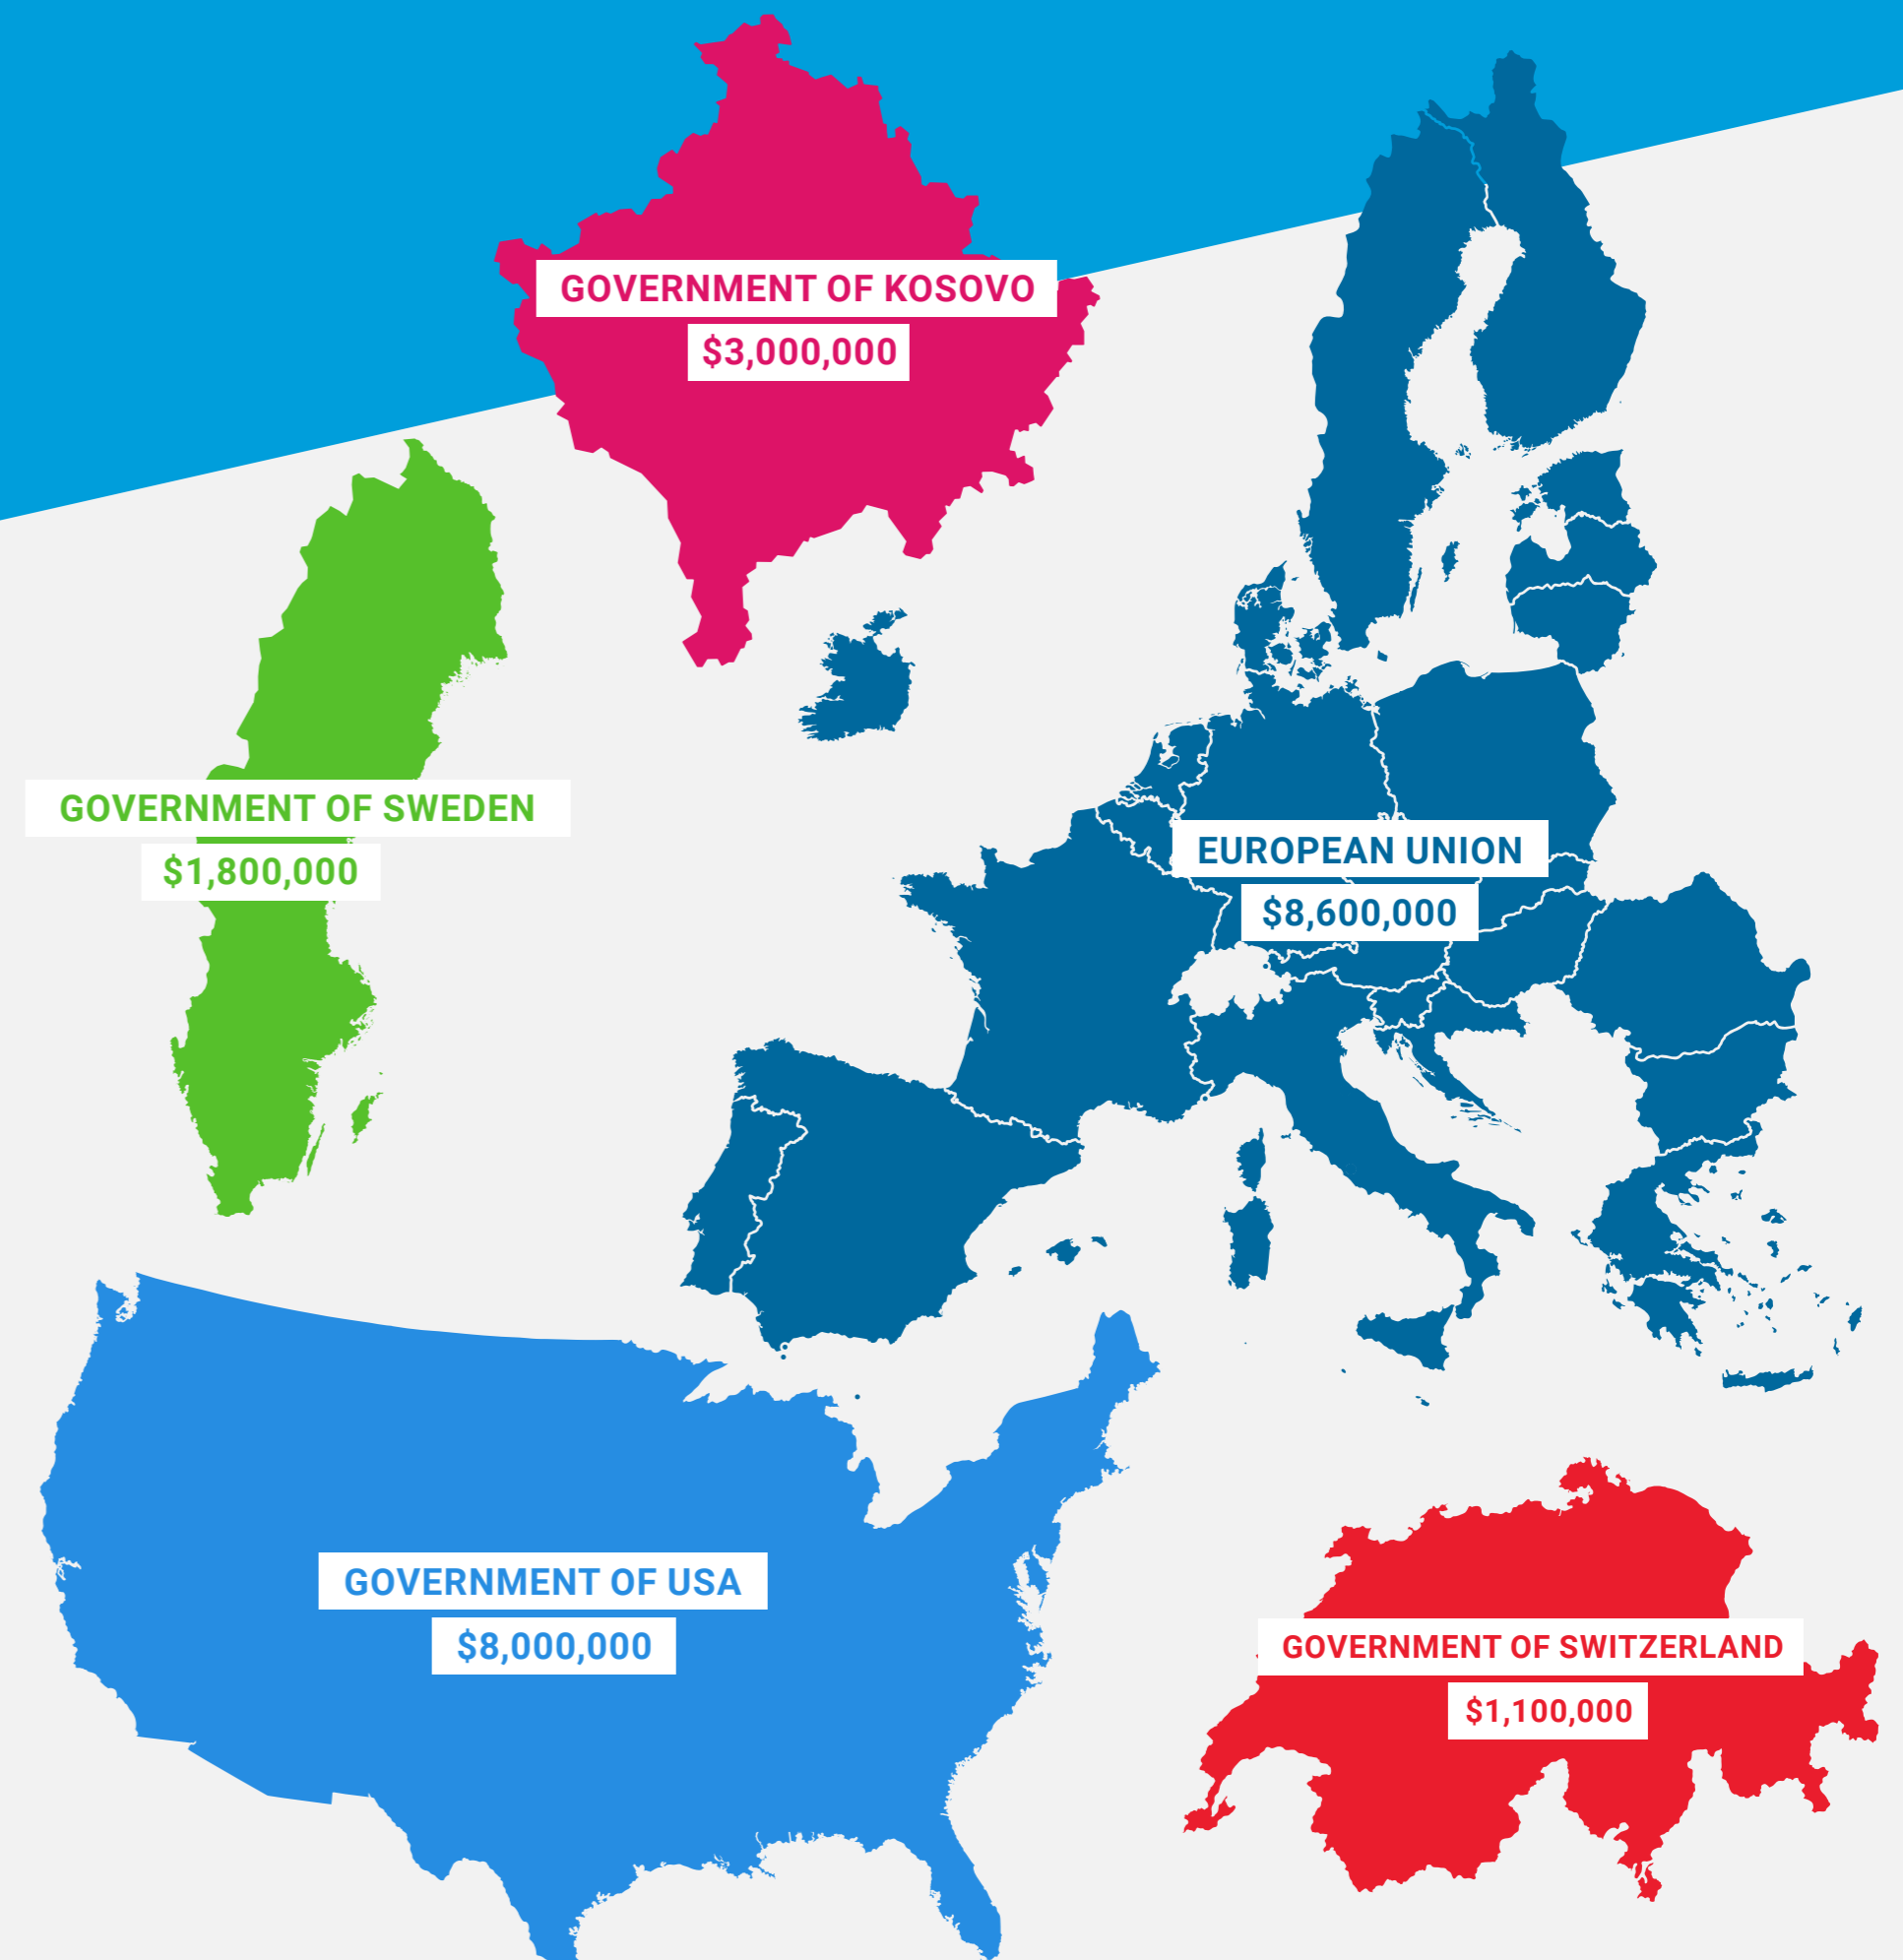 GOVERNMENT OF KOSOVO
$3,000,000
GOVERNMENT OF SWEDEN
$1,800,000
EUROPEAN UNION
$8,600,000
GOVERNMENT OF USA
$8,000,000
GOVERNMENT OF SWITZERLAND
$1,100,000